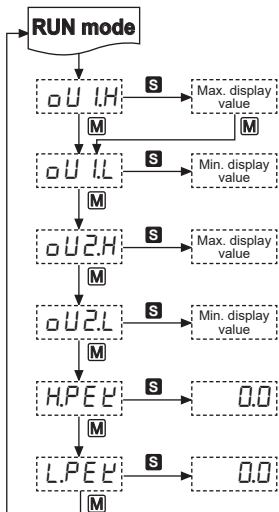 RUN mode
oU1.H S Max. display
value
M M
oU1.L S Min. display
value
M
oU2.H S Max. display
value
M
oU2.L S Min. display
value
M
H.PEK S 0.0
M
L.PEK S 0.0
M